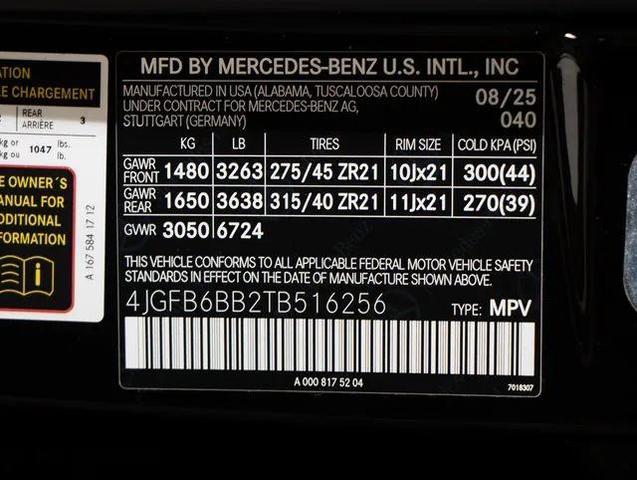 ATION
E CHARGEMENT
REAR
ARRIÈRE
3
kg or
kg ou
1047
lbs.
lb.
E OWNER´S
ANUAL FOR
DDITIONAL
FORMATION
A 167 584 17 12
MFD BY MERCEDES-BENZ U.S. INTL., INC
MANUFACTURED IN USA (ALABAMA, TUSCALOOSA COUNTY)
UNDER CONTRACT FOR MERCEDES-BENZ AG,
STUTTGART (GERMANY)
08/25
040
KG LB TIRES RIM SIZE COLD KPA (PSI)
GAWR FRONT 1480 3263 275/45 ZR21 10Jx21 300(44)
GAWR REAR 1650 3638 315/40 ZR21 11Jx21 270(39)
GVWR 3050 6724
THIS VEHICLE CONFORMS TO ALL APPLICABLE FEDERAL MOTOR VEHICLE SAFETY
STANDARDS IN EFFECT ON THE DATE OF MANUFACTURE SHOWN ABOVE.
4JGFB6BB2TB516256
TYPE: MPV
A 000 817 52 04
7018307